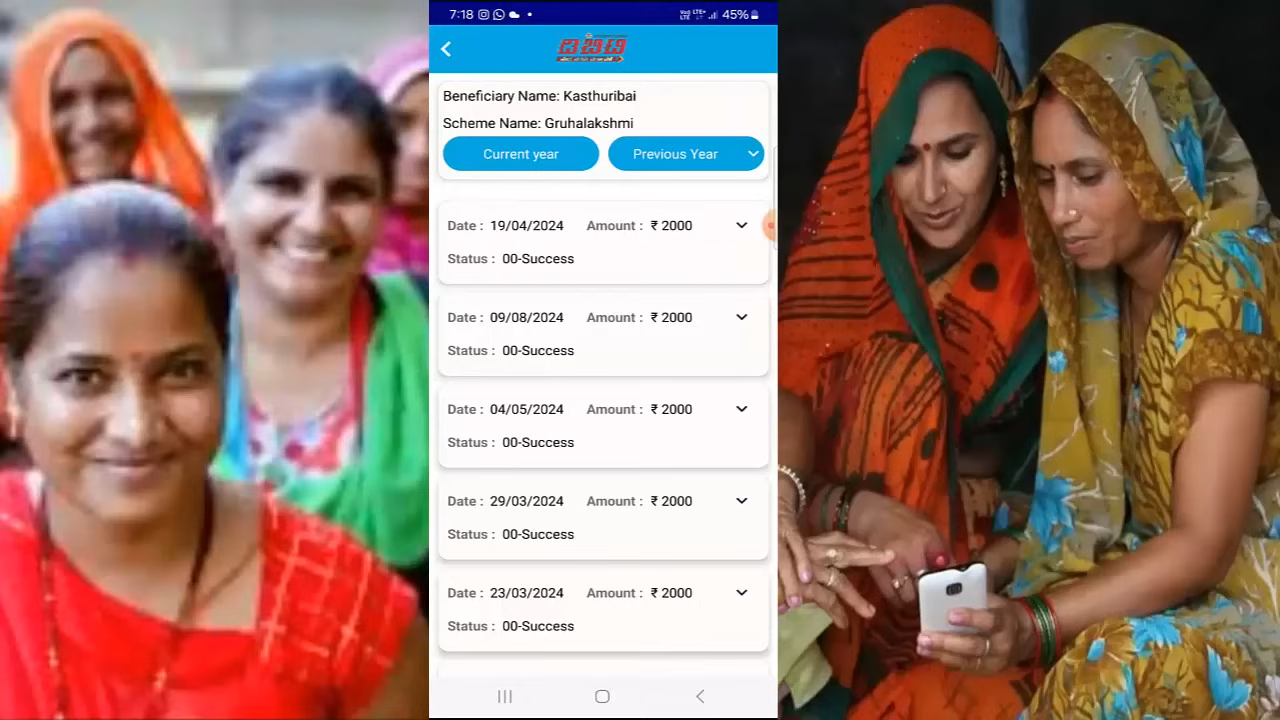 7:18
Vo)) LTE LTE+ 45%
ದಿಬಿಟಿ
Beneficiary Name: Kasthuribai
Scheme Name: Gruhalakshmi
Current year Previous Year
Date : 19/04/2024 Amount : ₹ 2000
Status : 00-Success
Date : 09/08/2024 Amount : ₹ 2000
Status : 00-Success
Date : 04/05/2024 Amount : ₹ 2000
Status : 00-Success
Date : 29/03/2024 Amount : ₹ 2000
Status : 00-Success
Date : 23/03/2024 Amount : ₹ 2000
Status : 00-Success